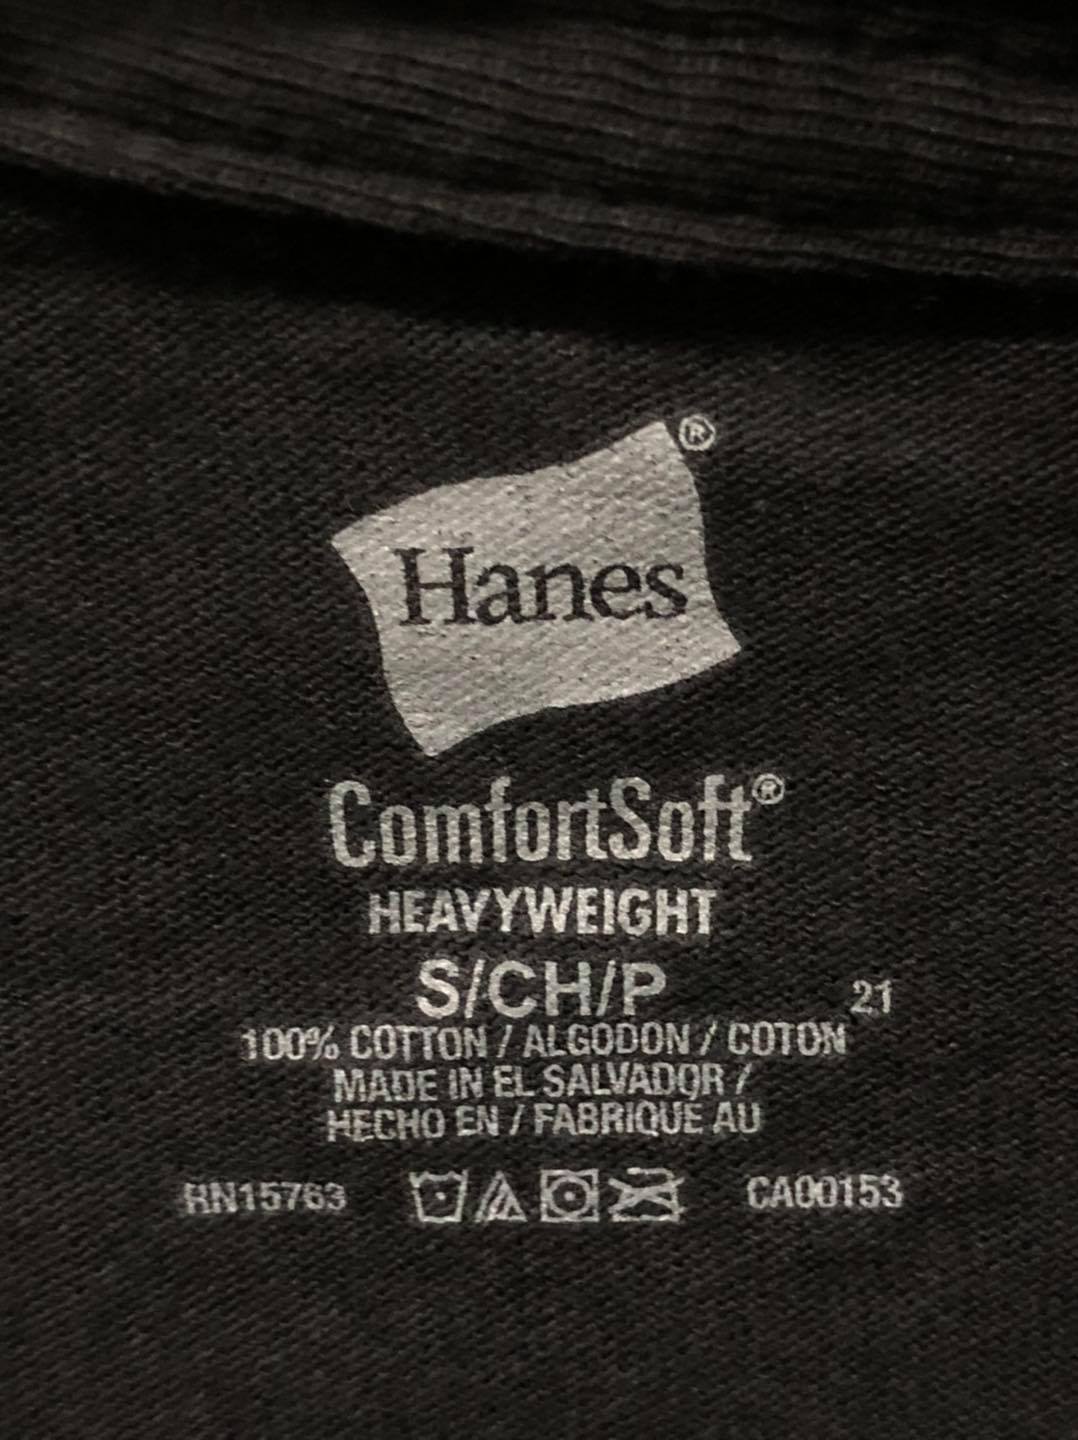 Hanes®
ComfortSoft®
HEAVYWEIGHT
S/CH/P 21
100% COTTON / ALGODON / COTON
MADE IN EL SALVADOR /
HECHO EN / FABRIQUE AU
RN15763 CA00153